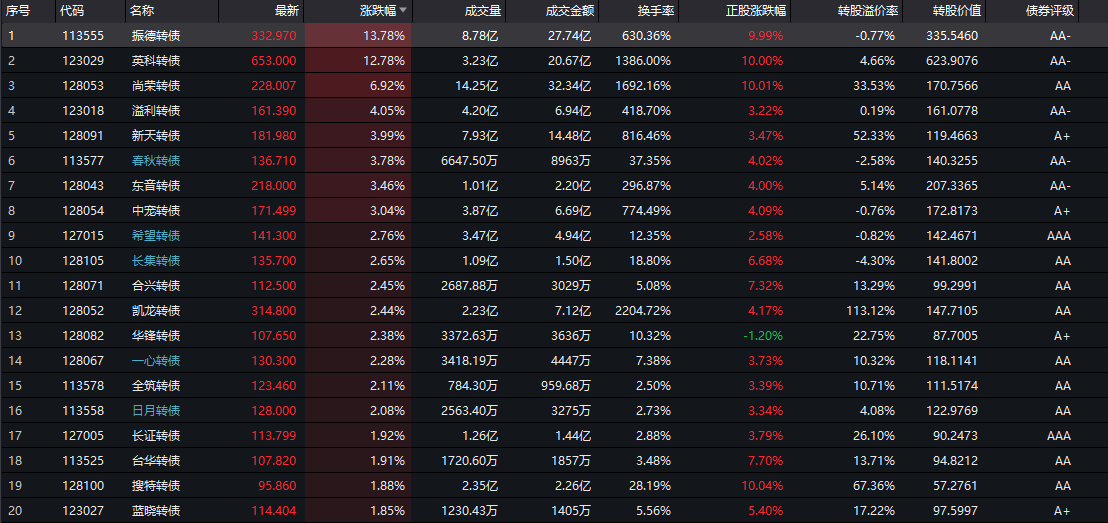 序号 代码 名称 最新 涨跌幅 成交量 成交金额 换手率 正股涨跌幅 转股溢价率 转股价值 债券评级
1 113555 振德转债 332.970 13.78% 8.78亿 27.74亿 630.36% 9.99% -0.77% 335.5460 AA-
2 123029 英科转债 653.000 12.78% 3.23亿 20.67亿 1386.00% 10.00% 4.66% 623.9076 AA-
3 128053 尚荣转债 228.007 6.92% 14.25亿 32.34亿 1692.16% 10.01% 33.53% 170.7566 AA
4 123018 溢利转债 161.390 4.05% 4.20亿 6.94亿 418.70% 3.22% 0.19% 161.0778 AA-
5 128091 新天转债 181.980 3.99% 7.93亿 14.48亿 816.46% 3.47% 52.33% 119.4663 A+
6 113577 春秋转债 136.710 3.78% 6647.50万 8963万 37.35% 4.02% -2.58% 140.3255 AA-
7 128043 东音转债 218.000 3.46% 1.01亿 2.20亿 296.87% 4.00% 5.14% 207.3365 AA-
8 128054 中宠转债 171.499 3.04% 3.87亿 6.69亿 774.49% 4.09% -0.76% 172.8173 A+
9 127015 希望转债 141.300 2.76% 3.47亿 4.94亿 12.35% 2.58% -0.82% 142.4671 AAA
10 128105 长集转债 135.700 2.65% 1.09亿 1.50亿 18.80% 6.68% -4.30% 141.8002 AA
11 128071 合兴转债 112.500 2.45% 2687.88万 3029万 5.08% 7.32% 13.29% 99.2991 AA
12 128052 凯龙转债 314.800 2.44% 2.23亿 7.12亿 2204.72% 4.17% 113.12% 147.7105 AA
13 128082 华锋转债 107.650 2.38% 3372.63万 3636万 10.32% -1.20% 22.75% 87.7005 A+
14 128067 一心转债 130.300 2.28% 3418.19万 4447万 7.38% 3.73% 10.32% 118.1141 AA
15 113578 全筑转债 123.460 2.11% 784.30万 959.68万 2.50% 3.39% 10.71% 111.5174 AA
16 113558 日月转债 128.000 2.08% 2563.40万 3275万 2.73% 3.34% 4.08% 122.9769 AA
17 127005 长证转债 113.799 1.92% 1.26亿 1.44亿 2.88% 3.79% 26.10% 90.2473 AAA
18 113525 台华转债 107.820 1.91% 1720.60万 1857万 3.48% 7.70% 13.71% 94.8212 AA
19 128100 搜特转债 95.860 1.88% 2.35亿 2.26亿 28.19% 10.04% 67.36% 57.2761 AA
20 123027 蓝晓转债 114.404 1.85% 1230.43万 1405万 5.56% 5.40% 17.22% 97.5997 A+